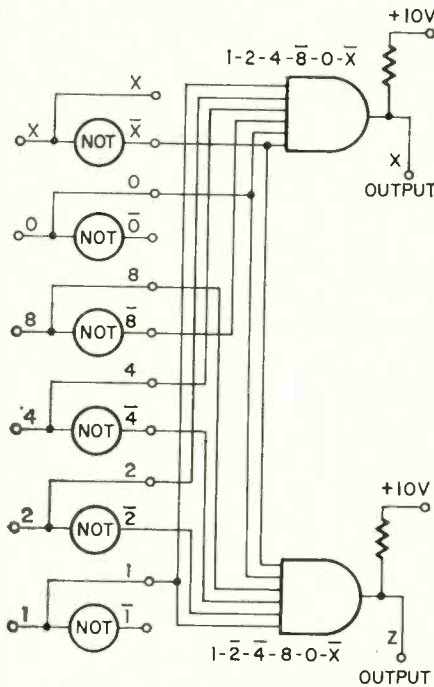 +10V
1-2-4-8̅-0-X̅
X
X
NOT
X̅
X
OUTPUT
0
0
NOT
0̅
8
8
NOT
8̅
4
4
NOT
4̅
2
2
NOT
2̅
+10V
1
1
NOT
1̅
Z
1-2̅-4̅-8-0-X̅
OUTPUT